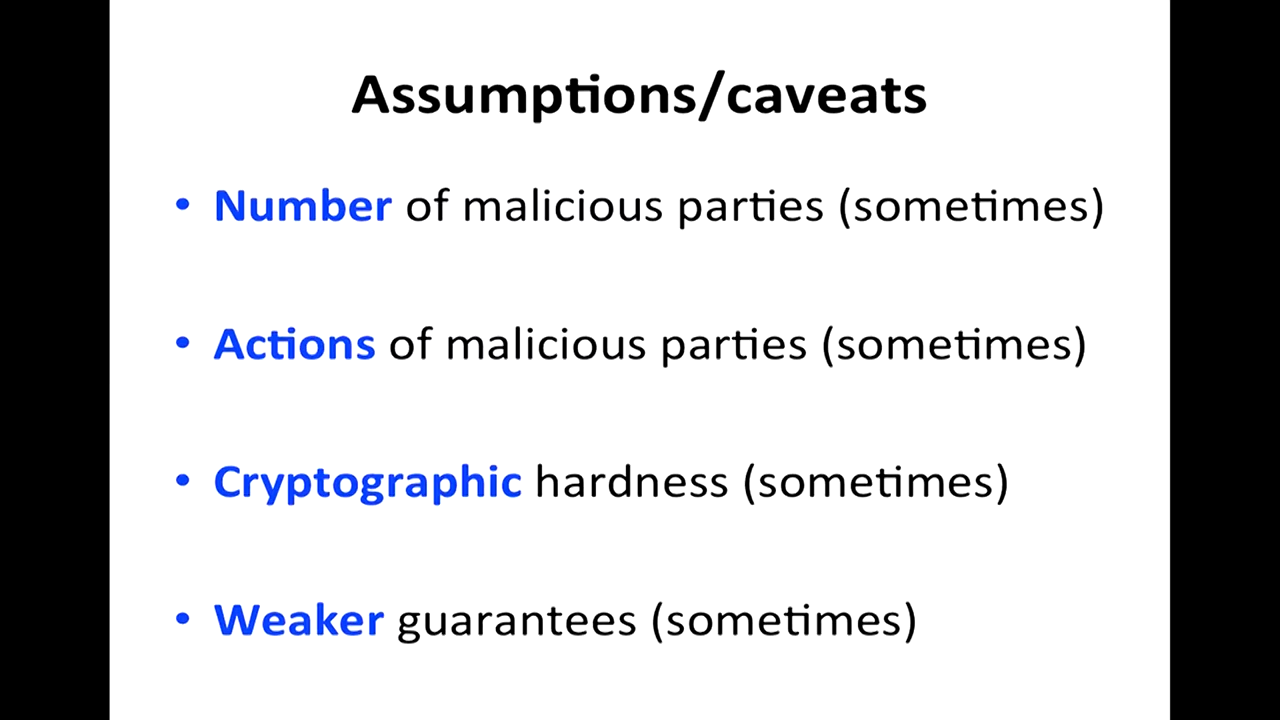 Assumptions/caveats
• Number of malicious parties (sometimes)
• Actions of malicious parties (sometimes)
• Cryptographic hardness (sometimes)
• Weaker guarantees (sometimes)